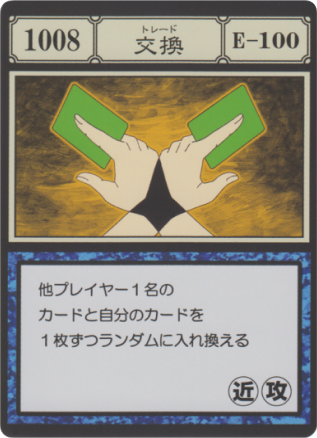 1008
トレード
交換
E-100
他プレイヤー1名の
カードと自分のカードを
1枚ずつランダムに入れ換える
近 攻